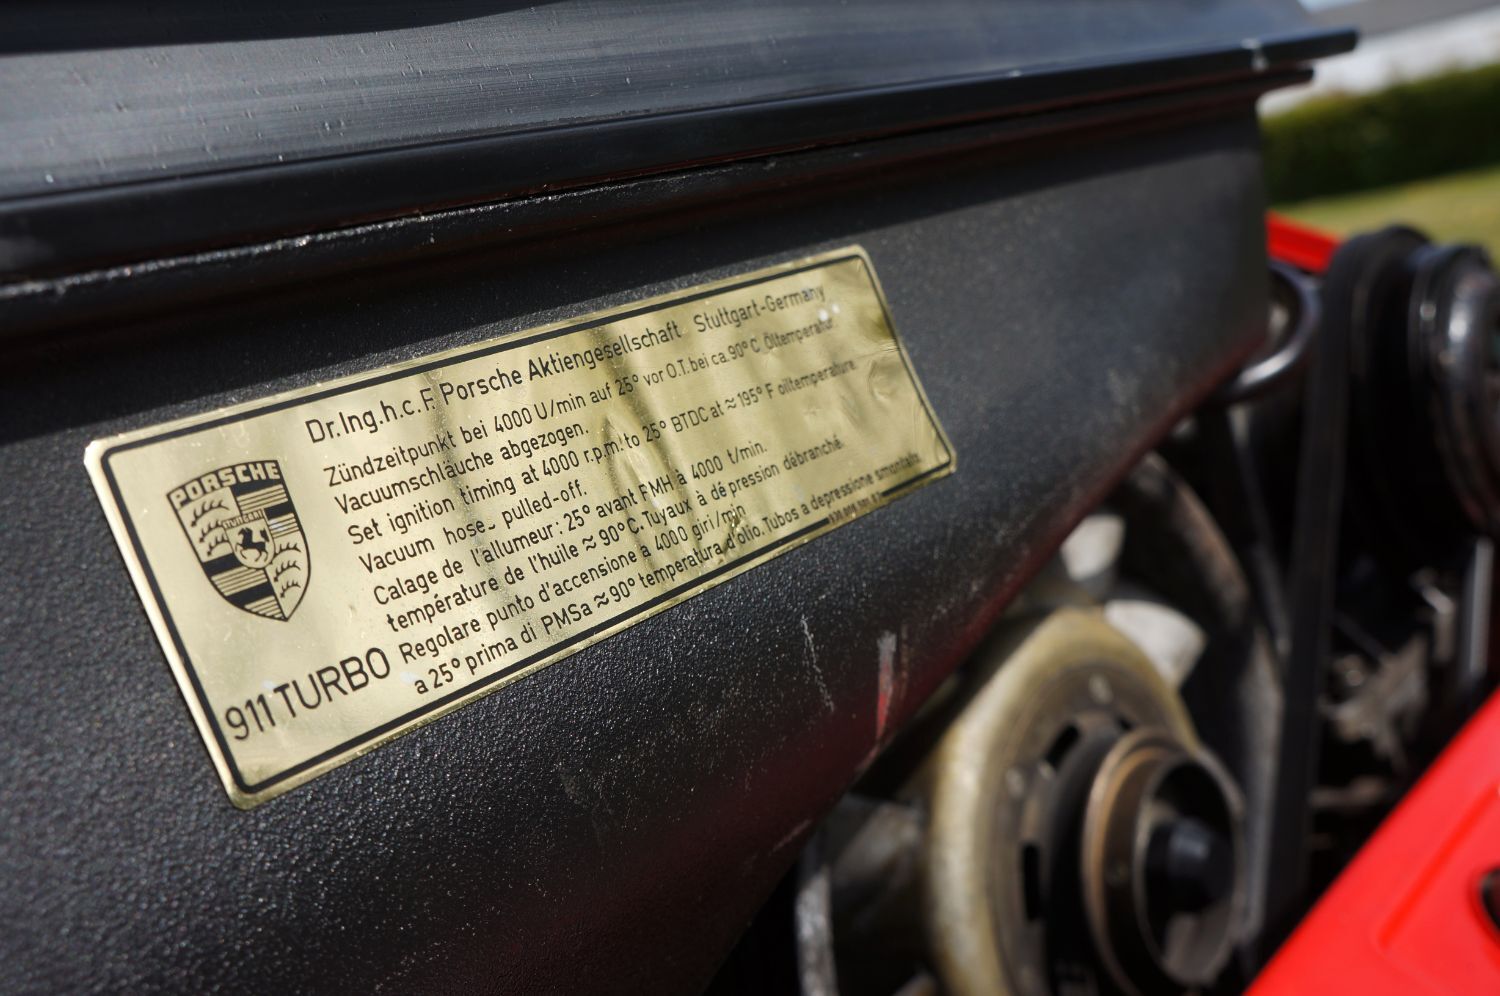 Dr.Ing.h.c.F. Porsche Aktiengesellschaft Stuttgart-Germany
Zündzeitpunkt bei 4000 U/min auf 25° vor O.T. bei ca.90°C Öltemperatur.
Vacuumschläuche abgezogen.
Set ignition timing at 4000 r.p.m. to 25° BTDC at ≈195° F oiltemperature.
Vacuum hose- pulled-off.
Calage de l'allumeur: 25° avant PMH à 4000 t/min.
température de l'huile ≈90°C. Tuyaux à dé pression débranché.
Regolare punto d'accensione a 4000 giri/min
a 25° prima di PMSa ≈90° temperatura d'olio. Tubos a depressione smontate.
PORSCHE
STUTTGART
911 TURBO